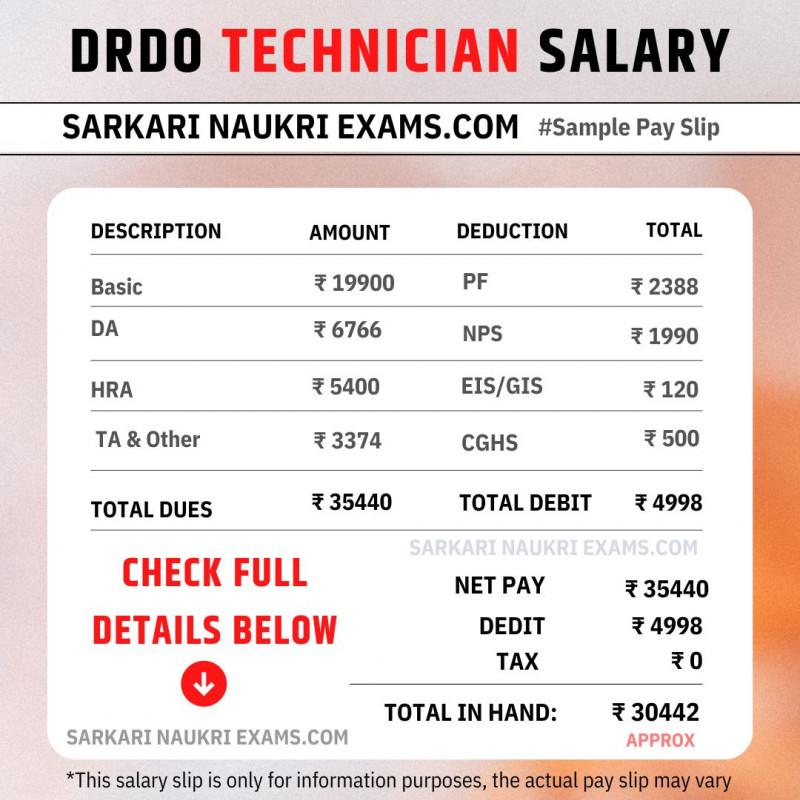 DRDO TECHNICIAN SALARY
SARKARI NAUKRI EXAMS.COM #Sample Pay Slip
DESCRIPTION AMOUNT DEDUCTION TOTAL
Basic ₹ 19900 PF ₹ 2388
DA ₹ 6766 NPS ₹ 1990
HRA ₹ 5400 EIS/GIS ₹ 120
TA & Other ₹ 3374 CGHS ₹ 500
TOTAL DUES ₹ 35440 TOTAL DEBIT ₹ 4998
SARKARI NAUKRI EXAMS.COM
CHECK FULL
DETAILS BELOW
NET PAY ₹ 35440
DEDIT ₹ 4998
TAX ₹ 0
TOTAL IN HAND: ₹ 30442
APPROX
SARKARI NAUKRI EXAMS.COM
*This salary slip is only for information purposes, the actual pay slip may vary